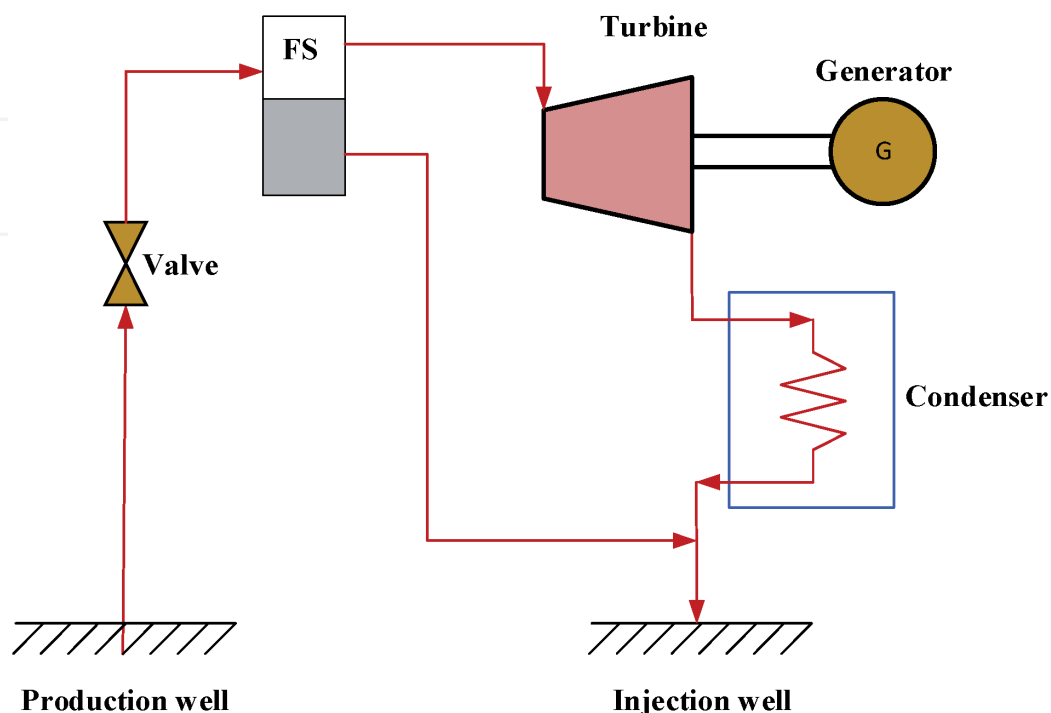 Turbine
FS
Generator
G
Valve
Condenser
Production well
Injection well